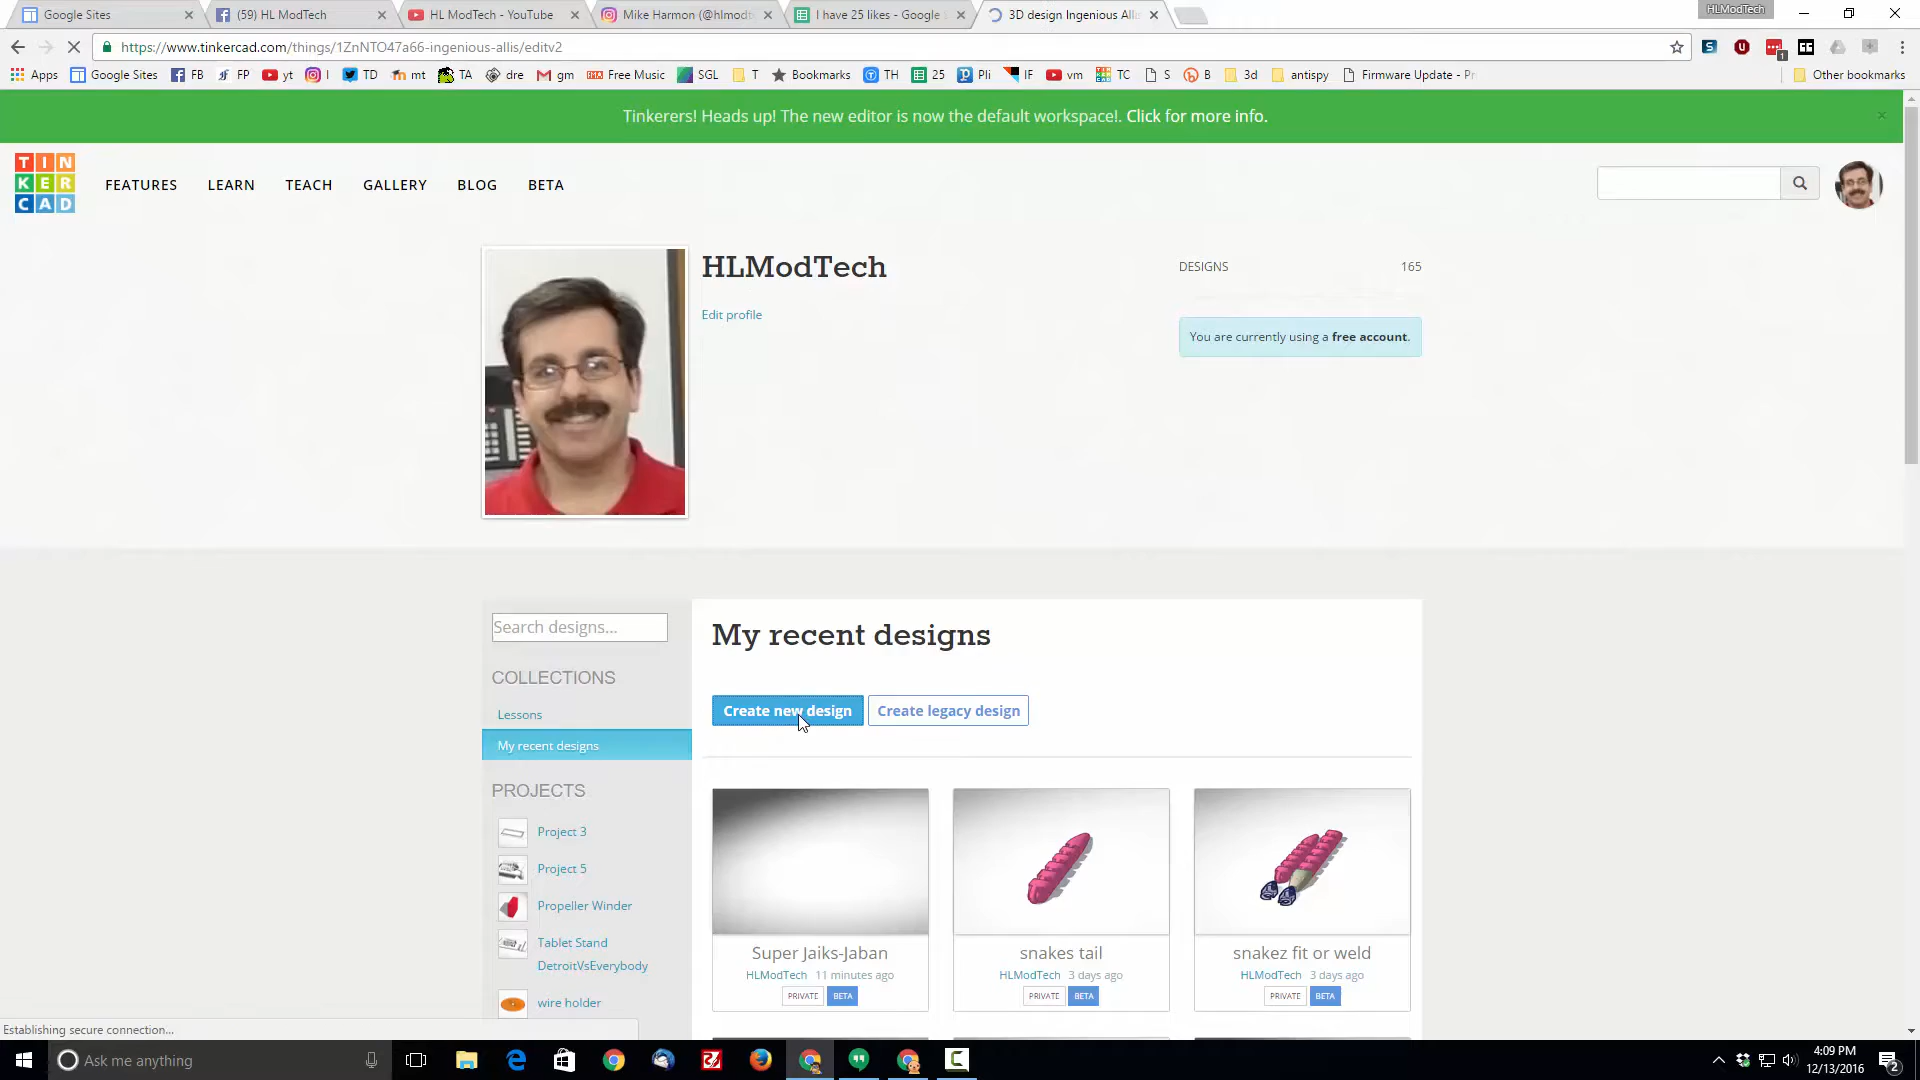 Google Sites
(59) HL ModTech
HL ModTech - YouTube
Mike Harmon (@hlmodt
I have 25 likes - Google
3D design Ingenious Alli
HLModTech
https://www.tinkercad.com/things/1ZnNTO47a66-ingenious-allis/editv2
Apps Google Sites FB FP yt I TD mt TA dre gm Free Music SGL T Bookmarks TH 25 Pli IF vm TC S B 3d antispy Firmware Update - Pr Other bookmarks
Tinkerers! Heads up! The new editor is now the default workspace!. Click for more info.
TIN
KER
CAD
FEATURES LEARN TEACH GALLERY BLOG BETA
HLModTech
Edit profile
DESIGNS 165
You are currently using a free account.
Search designs...
COLLECTIONS
Lessons
My recent designs
PROJECTS
Project 3
Project 5
Propeller Winder
Tablet Stand
DetroitVsEverybody
wire holder
My recent designs
Create new design Create legacy design
Super Jaiks-Jaban
HLModTech 11 minutes ago
PRIVATE BETA
snakes tail
HLModTech 3 days ago
PRIVATE BETA
snakez fit or weld
HLModTech 3 days ago
PRIVATE BETA
Establishing secure connection...
Ask me anything
4:09 PM
12/13/2016
2